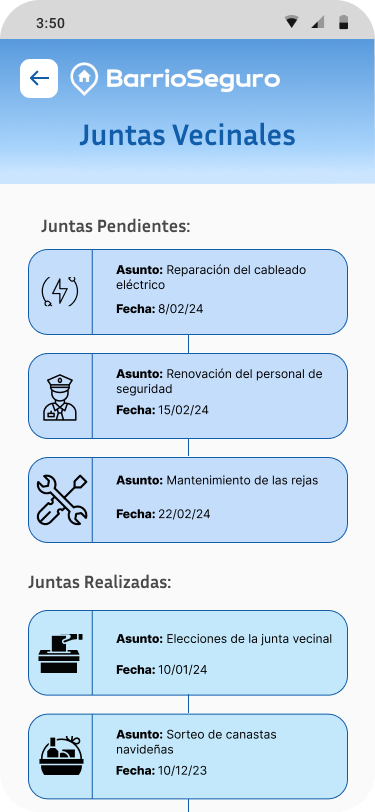 3:50
BarrioSeguro
Juntas Vecinales
Juntas Pendientes:
Asunto: Reparación del cableado
eléctrico
Fecha: 8/02/24
Asunto: Renovación del personal de
seguridad
Fecha: 15/02/24
Asunto: Mantenimiento de las rejas
Fecha: 22/02/24
Juntas Realizadas:
Asunto: Elecciones de la junta vecinal
Fecha: 10/01/24
Asunto: Sorteo de canastas
navideñas
Fecha: 10/12/23